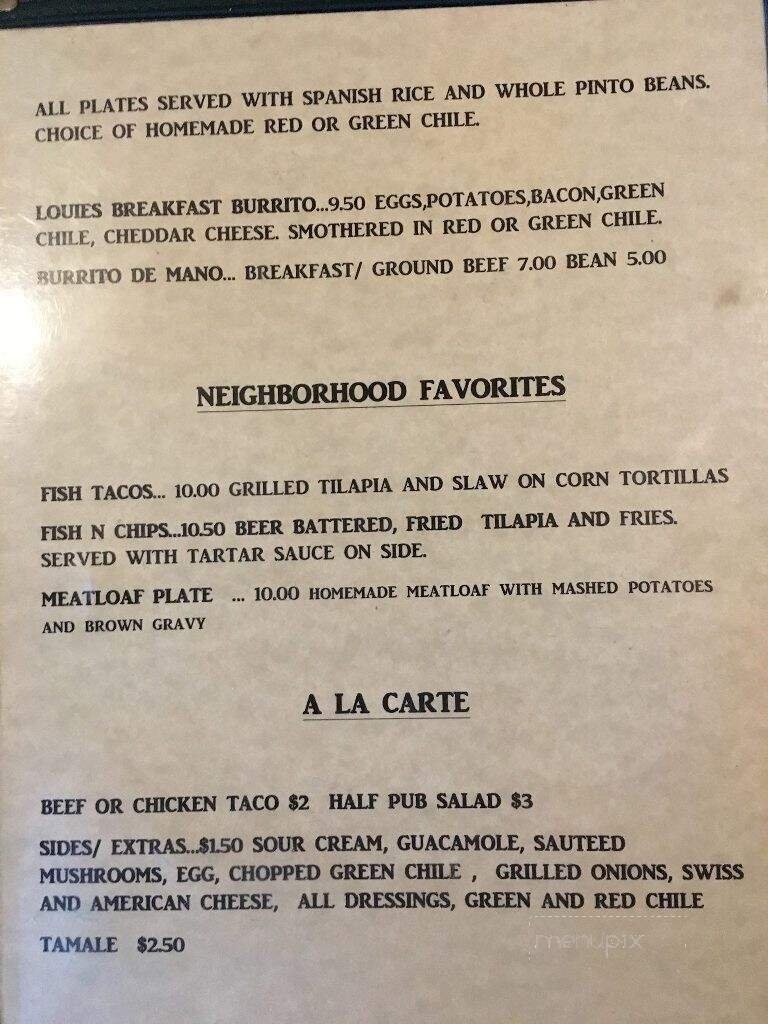 ALL PLATES SERVED WITH SPANISH RICE AND WHOLE PINTO BEANS.
CHOICE OF HOMEMADE RED OR GREEN CHILE.
LOUIES BREAKFAST BURRITO...9.50 EGGS,POTATOES,BACON,GREEN
CHILE, CHEDDAR CHEESE. SMOTHERED IN RED OR GREEN CHILE.
BURRITO DE MANO... BREAKFAST/ GROUND BEEF 7.00 BEAN 5.00
NEIGHBORHOOD FAVORITES
FISH TACOS... 10.00 GRILLED TILAPIA AND SLAW ON CORN TORTILLAS
FISH N CHIPS...10.50 BEER BATTERED, FRIED TILAPIA AND FRIES.
SERVED WITH TARTAR SAUCE ON SIDE.
MEATLOAF PLATE ... 10.00 HOMEMADE MEATLOAF WITH MASHED POTATOES
AND BROWN GRAVY
A LA CARTE
BEEF OR CHICKEN TACO $2 HALF PUB SALAD $3
SIDES/ EXTRAS...$1.50 SOUR CREAM, GUACAMOLE, SAUTEED
MUSHROOMS, EGG, CHOPPED GREEN CHILE , GRILLED ONIONS, SWISS
AND AMERICAN CHEESE, ALL DRESSINGS, GREEN AND RED CHILE
TAMALE $2.50
menupix